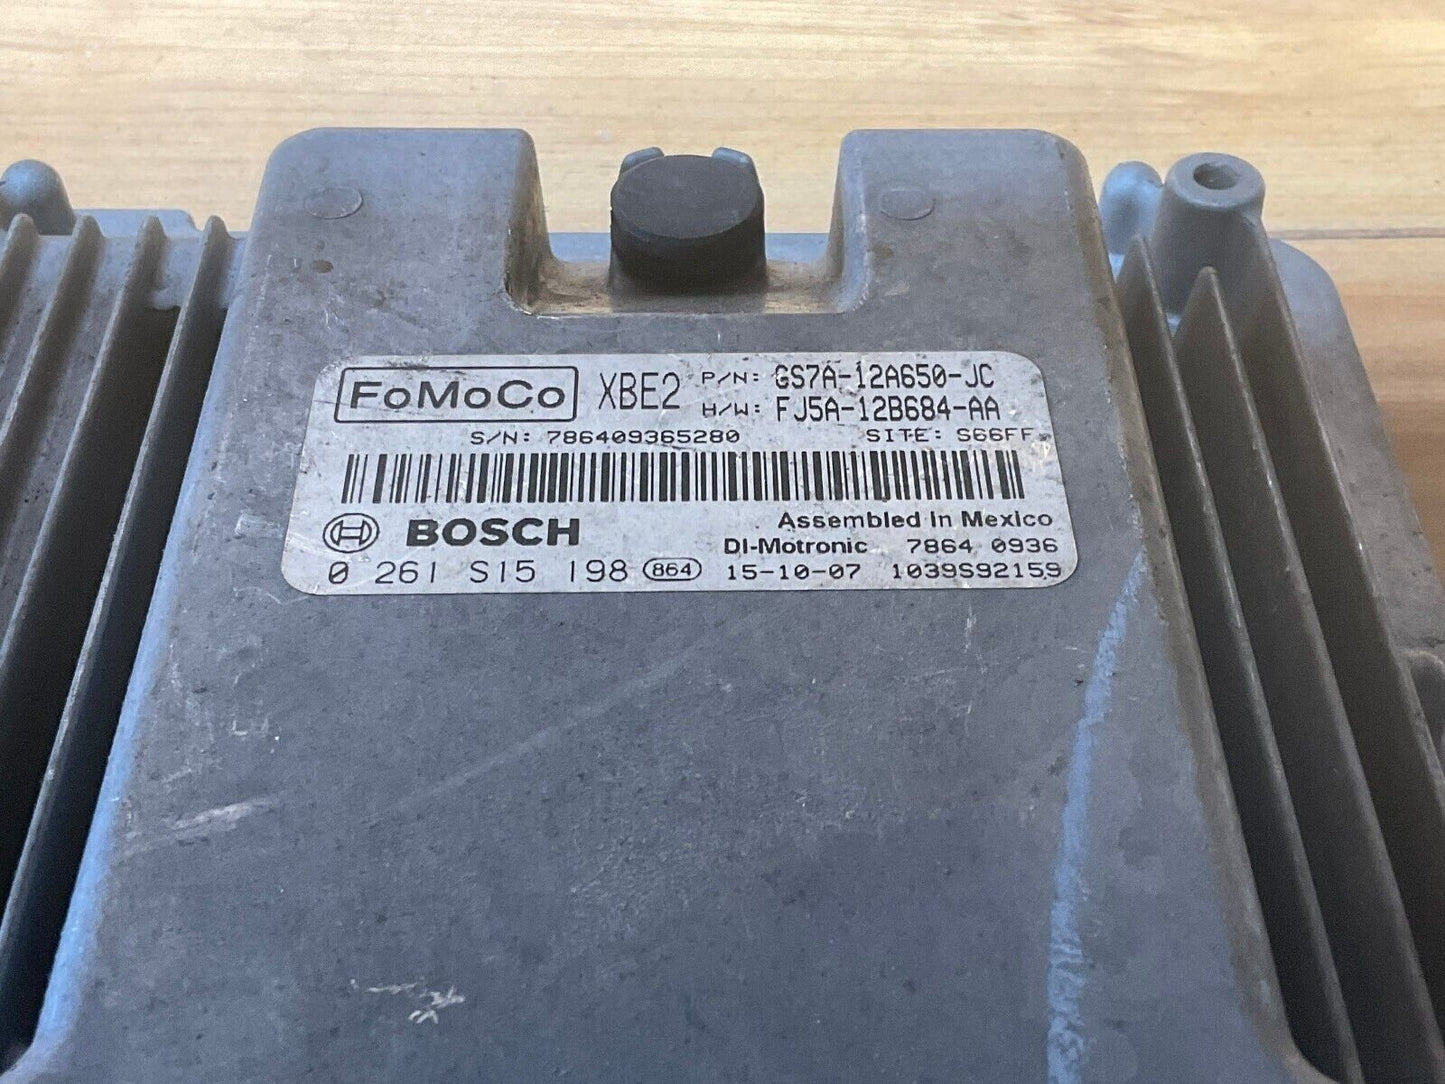 FoMoCo XBE2 P/N: GS7A-12A650-JC
H/W: FJ5A-12B684-AA
S/N: 786409365280 SITE: S66FF
H BOSCH Assembled in Mexico
DI-Motronic 7864 0936
0 261 S15 198 864 15-10-07 1039S92159